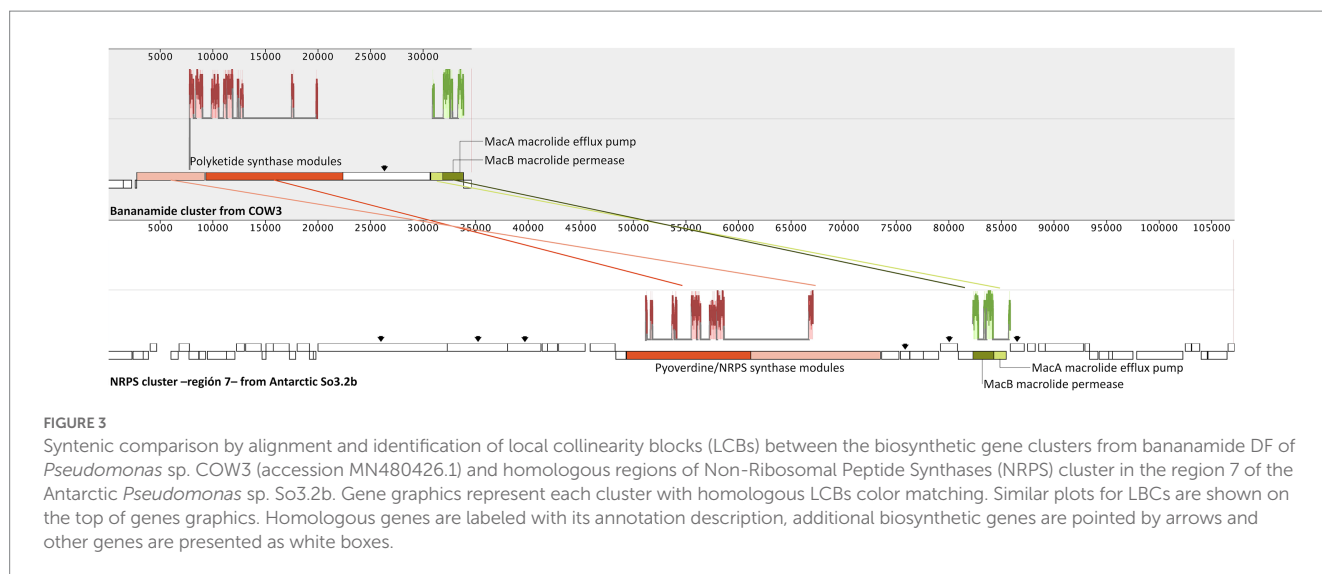 5000 10000 15000 20000 25000 30000
MacA macrolide efflux pump
MacB macrolide permease
Polyketide synthase modules
Bananamide cluster from COW3
5000 10000 15000 20000 25000 30000 35000 40000 45000 50000 55000 60000 65000 70000 75000 80000 85000 90000 95000 100000 105000
Pyoverdine/NRPS synthase modules
MacA macrolide efflux pump
MacB macrolide permease
NRPS cluster –región 7– from Antarctic So3.2b
FIGURE 3
Syntenic comparison by alignment and identification of local collinearity blocks (LCBs) between the biosynthetic gene clusters from bananamide DF of
Pseudomonas sp. COW3 (accession MN480426.1) and homologous regions of Non-Ribosomal Peptide Synthases (NRPS) cluster in the region 7 of the
Antarctic Pseudomonas sp. So3.2b. Gene graphics represent each cluster with homologous LCBs color matching. Similar plots for LBCs are shown on
the top of genes graphics. Homologous genes are labeled with its annotation description, additional biosynthetic genes are pointed by arrows and
other genes are presented as white boxes.